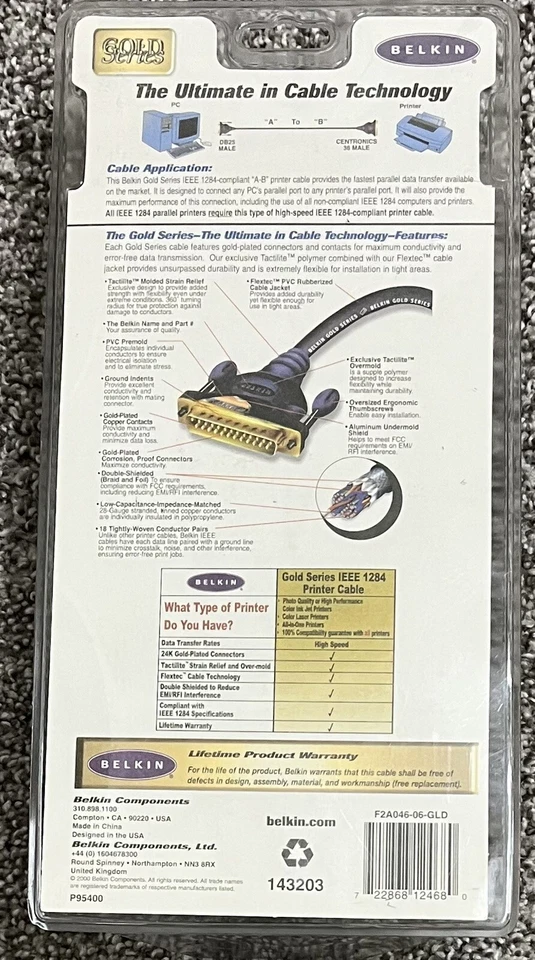 GOLD
Series
BELKIN
The Ultimate in Cable Technology
PC
Printer
"A" To "B"
DB25
MALE
CENTRONICS
36 MALE
Cable Application:
This Belkin Gold Series IEEE 1284-compliant "A-B" printer cable provides the fastest parallel data transfer available
on the market. It is designed to connect any PC's parallel port to any printer's parallel port. It will also provide the
maximum performance of this connection, including the use of all non-compliant IEEE 1284 computers and printers.
All IEEE 1284 parallel printers require this type of high-speed IEEE 1284-compliant printer cable.
The Gold Series–The Ultimate in Cable Technology–Features:
Each Gold Series cable features gold-plated connectors and contacts for maximum conductivity and
error-free data transmission. Our exclusive Tactilite™ polymer combined with our Flextec™ cable
jacket provides unsurpassed durability and is extremely flexible for installation in tight areas.
• Tactilite™ Molded Strain Relief
Exclusive design to provide added
strength with flexibility even under
extreme conditions. 360° turning
radius for true protection against
damage to conductors.
• The Belkin Name and Part #
Your assurance of quality.
• PVC Premold
Encapsulates individual
conductors to ensure
electrical isolation
and to eliminate stress.
• Ground Indents
Provide excellent
conductivity and
retention with mating
connector.
• Gold-Plated
Copper Contacts
Provide maximum
conductivity and
minimize data loss.
• Gold-Plated
Corrosion, Proof Connectors
Maximize conductivity.
• Double-Shielded
(Braid and Foil) To ensure
compliance with FCC requirements,
including reducing EMI/RFI interference.
• Low-Capacitance-Impedance-Matched
28-Gauge stranded, tinned copper conductors
are individually insulated in polypropylene.
• 18 Tightly-Woven Conductor Pairs
Unlike other printer cables, Belkin IEEE
cables have each data line paired with a ground line
to minimize crosstalk, noise, and other interference,
ensuring error-free print jobs.
• Flextec™ PVC Rubberized
Cable Jacket
Provides added durability
yet flexible enough for
use in tight areas.
BELKIN GOLD SERIES BELKIN GOLD SERIES
BELKIN
• Exclusive Tactilite™
Overmold
Is a supple polymer
designed to increase
flexibility while
maintaining durability.
• Oversized Ergonomic
Thumbscrews
Enable easy installation.
• Aluminum Undermold
Shield
Helps to meet FCC
requirements on EMI/
RFI interference.
BELKIN
What Type of Printer
Do You Have?
Gold Series IEEE 1284
Printer Cable
• Photo Quality or High Performance
Color Ink Jet Printers
• Color Laser Printers
• All-in-One Printers
• 100% Compatibility guarantee with all printers
Data Transfer Rates High Speed
24K Gold-Plated Connectors ✓
Tactilite™ Strain Relief and Over-mold ✓
Flextec™ Cable Technology ✓
Double Shielded to Reduce
EMI/RFI Interference ✓
Compliant with
IEEE 1284 Specifications ✓
Lifetime Warranty ✓
BELKIN
Lifetime Product Warranty
For the life of the product, Belkin warrants that this cable shall be free of
defects in design, assembly, material, and workmanship (free replacement).
Belkin Components
310.898.1100
Compton • CA • 90220 • USA
Made in China
Designed in the USA
Belkin Components, Ltd.
+44 (0) 1604678300
Round Spinney • Northampton • NN3 8RX
United Kingdom
© 2000 Belkin Components. All rights reserved. All trade names
are registered trademarks of respective manufacturers listed.
P95400
belkin.com
143203
F2A046-06-GLD
7 22868 12468 0